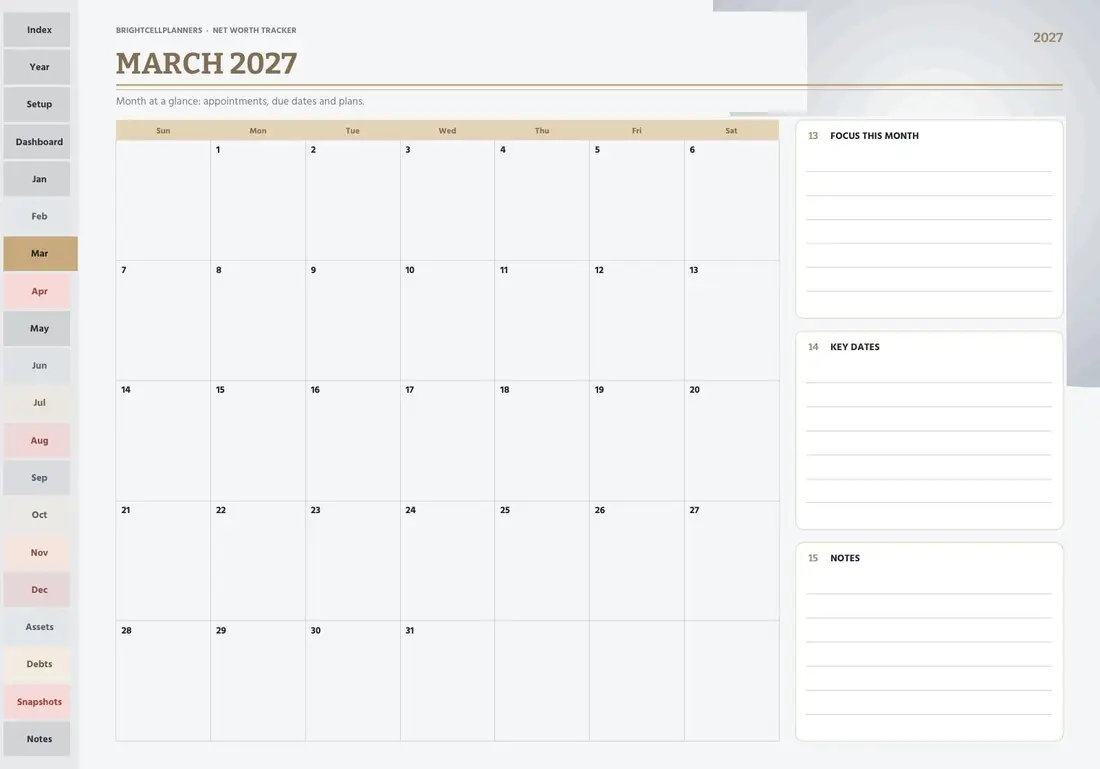 Index
Year
Setup
Dashboard
Jan
Feb
Mar
Apr
May
Jun
Jul
Aug
Sep
Oct
Nov
Dec
Assets
Debts
Snapshots
Notes
BRIGHTCELLPLANNERS · NET WORTH TRACKER
2027
MARCH 2027
Month at a glance: appointments, due dates and plans.
Sun Mon Tue Wed Thu Fri Sat
1 2 3 4 5 6
7 8 9 10 11 12 13
14 15 16 17 18 19 20
21 22 23 24 25 26 27
28 29 30 31
13 FOCUS THIS MONTH
14 KEY DATES
15 NOTES